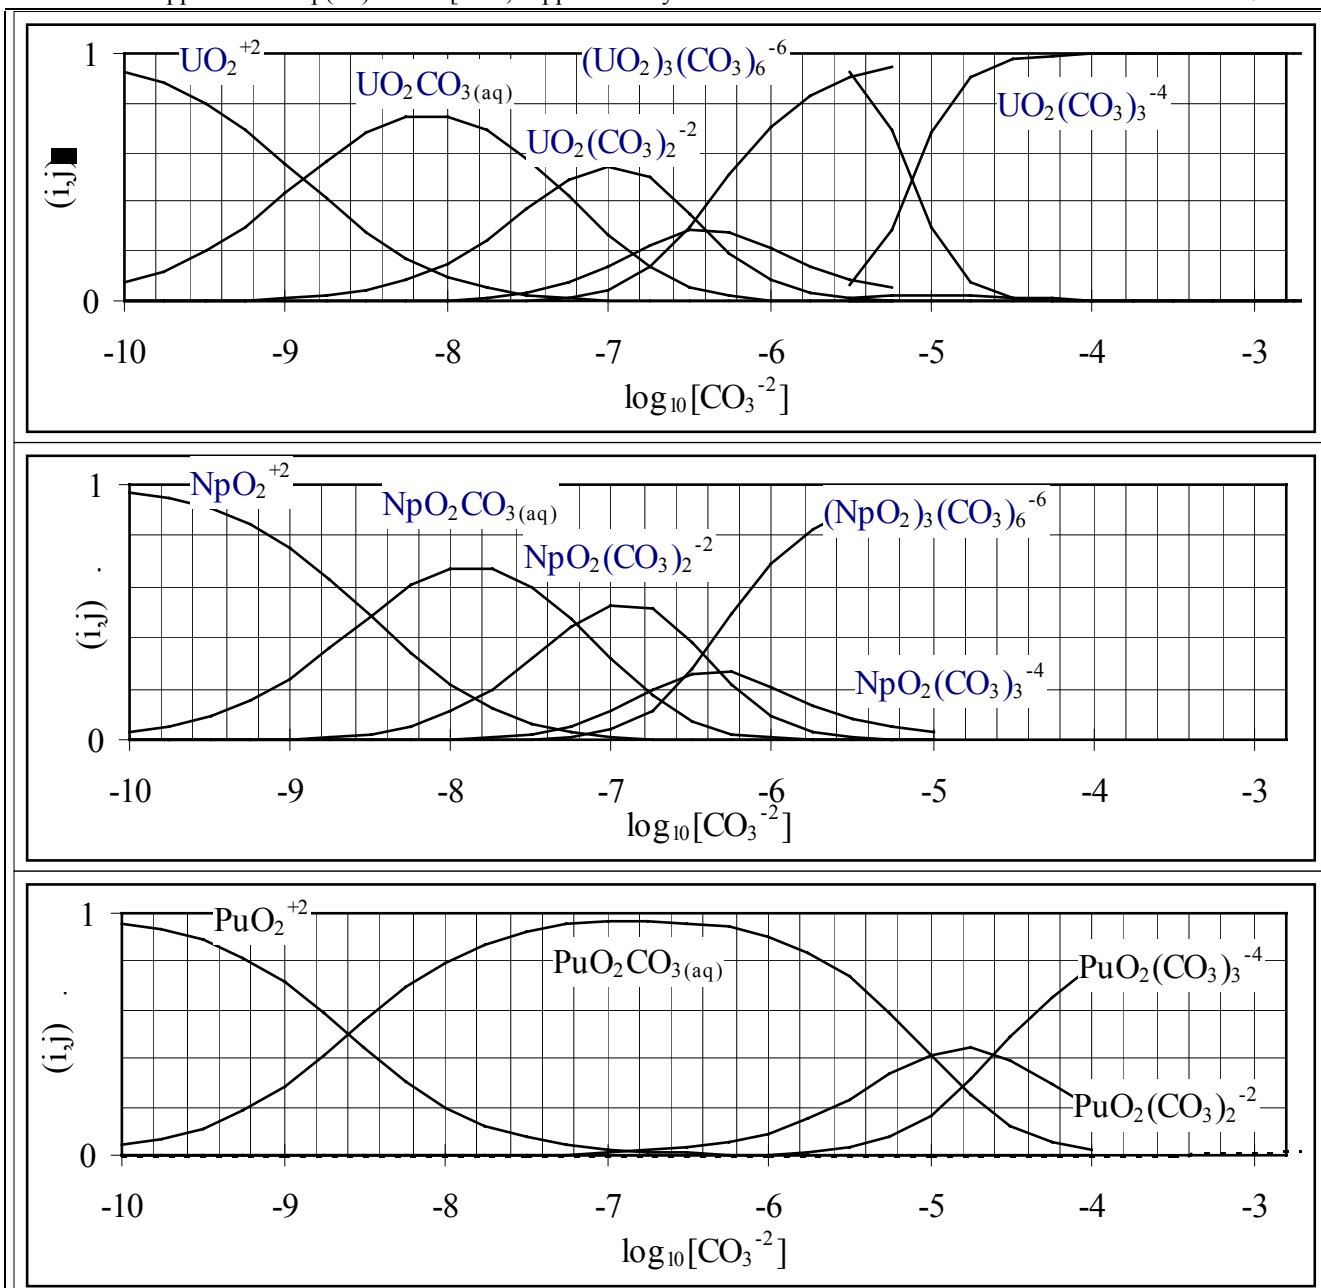 UO₂⁺² (UO₂)₃(CO₃)₆⁻⁶
UO₂CO₃(aq) UO₂(CO₃)₃⁻⁴
UO₂(CO₃)₂⁻²
1
(i,j)
0
-10 -9 -8 -7 -6 -5 -4 -3
log₁₀[CO₃⁻²]
NpO₂⁺²
NpO₂CO₃(aq) (NpO₂)₃(CO₃)₆⁻⁶
NpO₂(CO₃)₂⁻²
NpO₂(CO₃)₃⁻⁴
1
(i,j)
0
-10 -9 -8 -7 -6 -5 -4 -3
log₁₀[CO₃⁻²]
PuO₂⁺²
PuO₂CO₃(aq) PuO₂(CO₃)₃⁻⁴
PuO₂(CO₃)₂⁻²
1
(i,j)
0
-10 -9 -8 -7 -6 -5 -4 -3
log₁₀[CO₃⁻²]